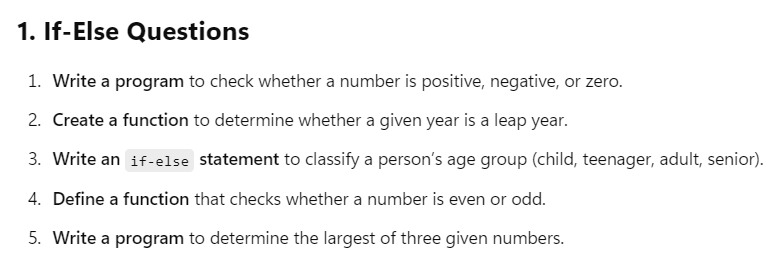 1. If-Else Questions
1. Write a program to check whether a number is positive, negative, or zero.
2. Create a function to determine whether a given year is a leap year.
3. Write an if-else statement to classify a person's age group (child, teenager, adult, senior).
4. Define a function that checks whether a number is even or odd.
5. Write a program to determine the largest of three given numbers.